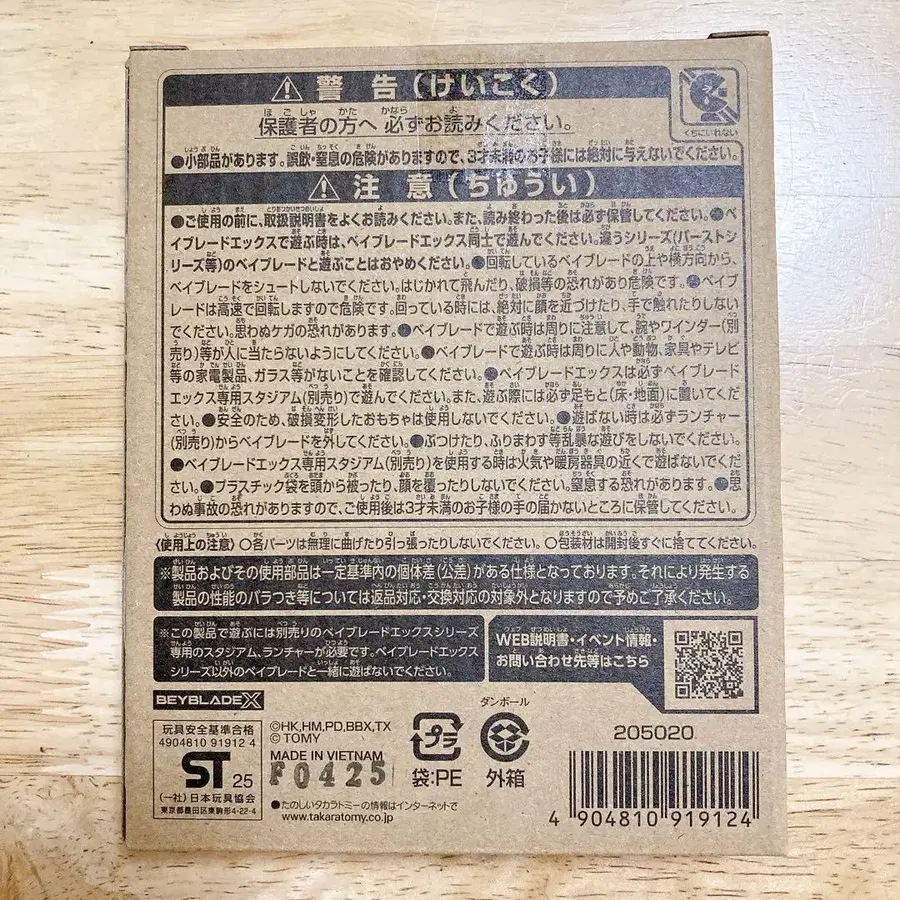 ⚠ 警告(けいこく)
保護者の方へ 必ずお読みください。
くちにいれない
●小部品があります。誤飲・窒息の危険がありますので、3才未満のお子様には絶対に与えないでください。
⚠ 注意(ちゅうい)
●ご使用の前に、取扱説明書をよくお読みください。また、読み終わった後は必ず保管してください。●ベ
イブレードエックスで遊ぶ時は、ベイブレードエックス同士で遊んでください。違うシリーズ(バーストシ
リーズ等)のベイブレードと遊ぶことはおやめください。●回転しているベイブレードの上や横方向から、
ベイブレードをシュートしないでください。はじかれて飛んだり、破損等の恐れがあり危険です。●ベイブレ
ードは高速で回転しますので危険です。回っている時には、絶対に顔を近づけたり、手で触れたりしない
でください。思わぬケガの恐れがあります。●ベイブレードで遊ぶ時は周りに注意して、腕やワインダー(別
売り)等が人に当たらないようにしてください。●ベイブレードで遊ぶ時は周りに人や動物、家具やテレビ
等の家電製品、ガラス等がないことを確認してください。●ベイブレードエックスは必ずベイブレード
エックス専用スタジアム(別売り)で遊んでください。また、遊ぶ際には必ず足もと(床・地面)に置いてくだ
さい。●安全のため、破損変形したおもちゃは使用しないでください。●遊ばない時は必ずランチャー
(別売り)からベイブレードを外してください。●ぶつけたり、ふりまわす等乱暴な遊びをしないでください。
●ベイブレードエックス専用スタジアム(別売り)を使用する時は火気や暖房器具の近くで遊ばないでくだ
さい。●プラスチック袋を頭から被ったり、顔を覆ったりしないでください。窒息する恐れがあります。●思
わぬ事故の恐れがありますので、ご使用後は3才未満のお子様の手の届かないところに保管してください。
〈使用上の注意〉 ○各パーツは無理に曲げたり引っ張ったりしないでください。○包装材は開封後すぐに捨ててください。
※製品およびその使用部品は一定基準内の個体差(公差)がある仕様となっております。それにより発生する
製品の性能のバラつき等については返品対応・交換対応の対象外となりますので予めご了承ください。
※この製品で遊ぶには別売りのベイブレードエックスシリーズ
専用のスタジアム、ランチャーが必要です。ベイブレードエックス
シリーズ以外のベイブレードと一緒に遊ばないでください。
WEB説明書・イベント情報・
お問い合わせ先等はこちら
BEYBLADE X
玩具安全基準合格
4904810 91912 4
ST 25
(一社)日本玩具協会
東京都墨田区東駒形4-22-4
©HK,HM,PD,BBX,TX
© TOMY
MADE IN VIETNAM
F0425
●たのしいタカラトミーの情報はインターネットで
www.takaratomy.co.jp
プラ
袋:PE
ダンボール
外箱
205020
4 904810 919124